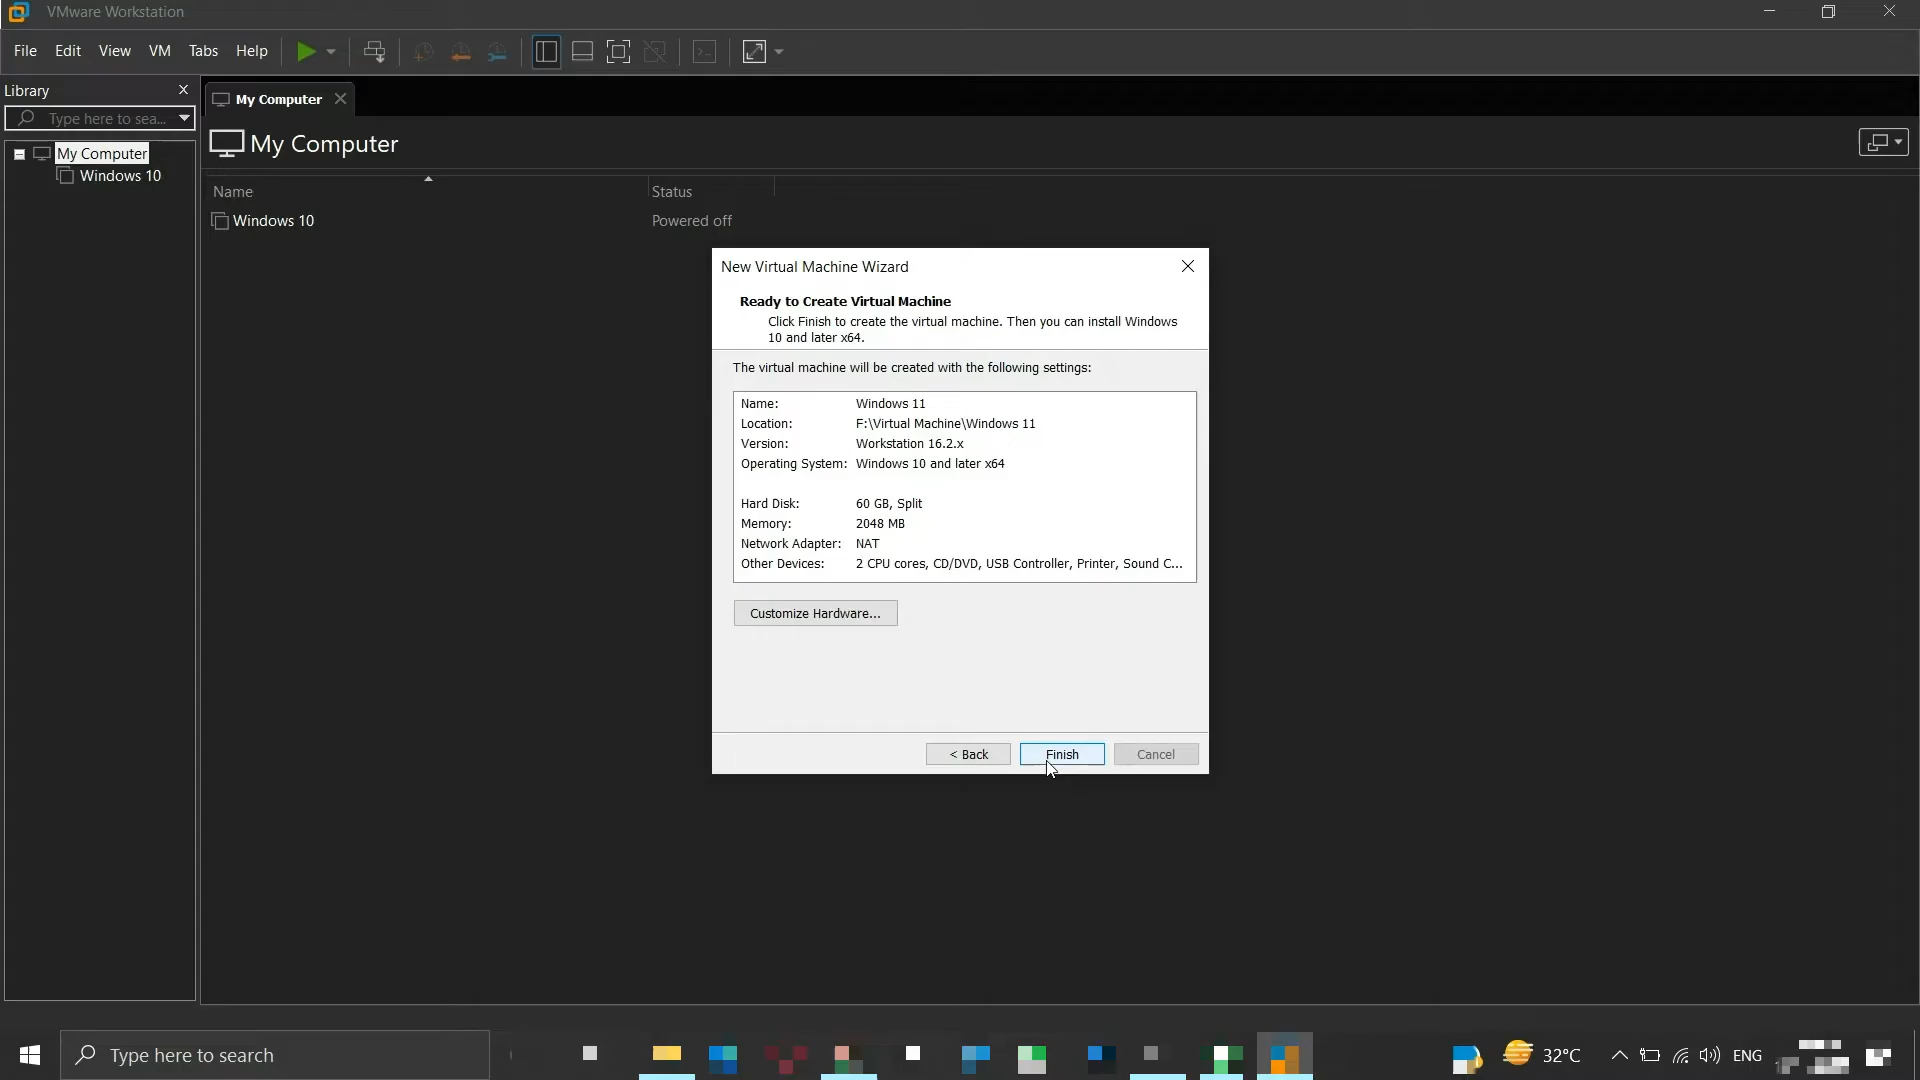 VMware Workstation
File Edit View VM Tabs Help
Library
My Computer
Type here to sea...
My Computer
My Computer
Windows 10
Name Status
Windows 10 Powered off
New Virtual Machine Wizard
Ready to Create Virtual Machine
Click Finish to create the virtual machine. Then you can install Windows
10 and later x64.
The virtual machine will be created with the following settings:
Name: Windows 11
Location: F:\Virtual Machine\Windows 11
Version: Workstation 16.2.x
Operating System: Windows 10 and later x64
Hard Disk: 60 GB, Split
Memory: 2048 MB
Network Adapter: NAT
Other Devices: 2 CPU cores, CD/DVD, USB Controller, Printer, Sound C...
Customize Hardware...
< Back Finish Cancel
Type here to search
32°C ENG